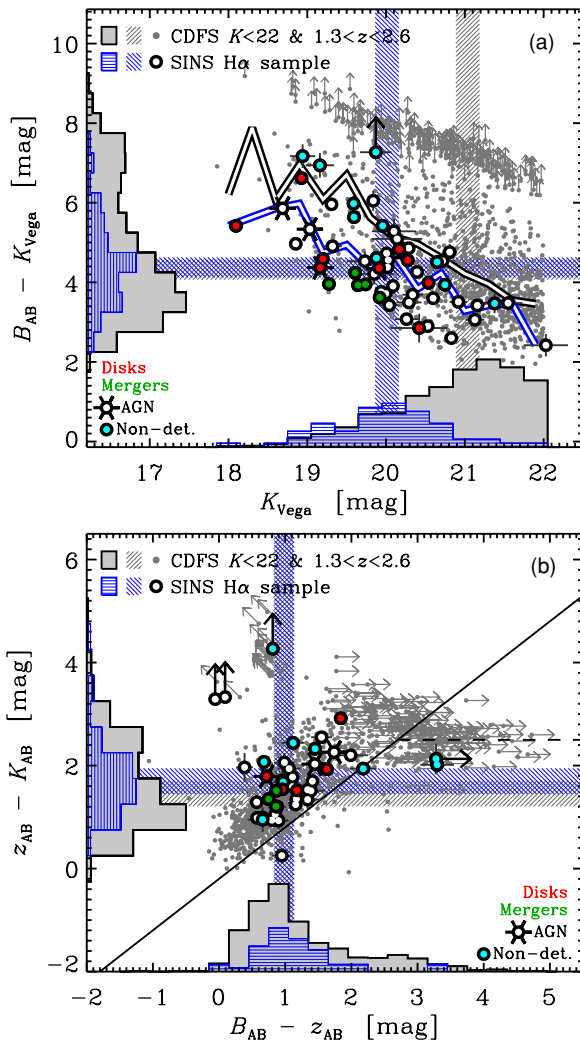 (a)
CDFS K<22 & 1.3<z<2.6
SINS Hα sample
10
8
6
4
2
0
B_AB − K_Vega [mag]
Disks
Mergers
AGN
Non-det.
17 18 19 20 21 22
K_Vega [mag]
(b)
CDFS K<22 & 1.3<z<2.6
SINS Hα sample
6
4
2
0
−2
z_AB − K_AB [mag]
Disks
Mergers
AGN
Non-det.
−2 −1 0 1 2 3 4 5
B_AB − z_AB [mag]